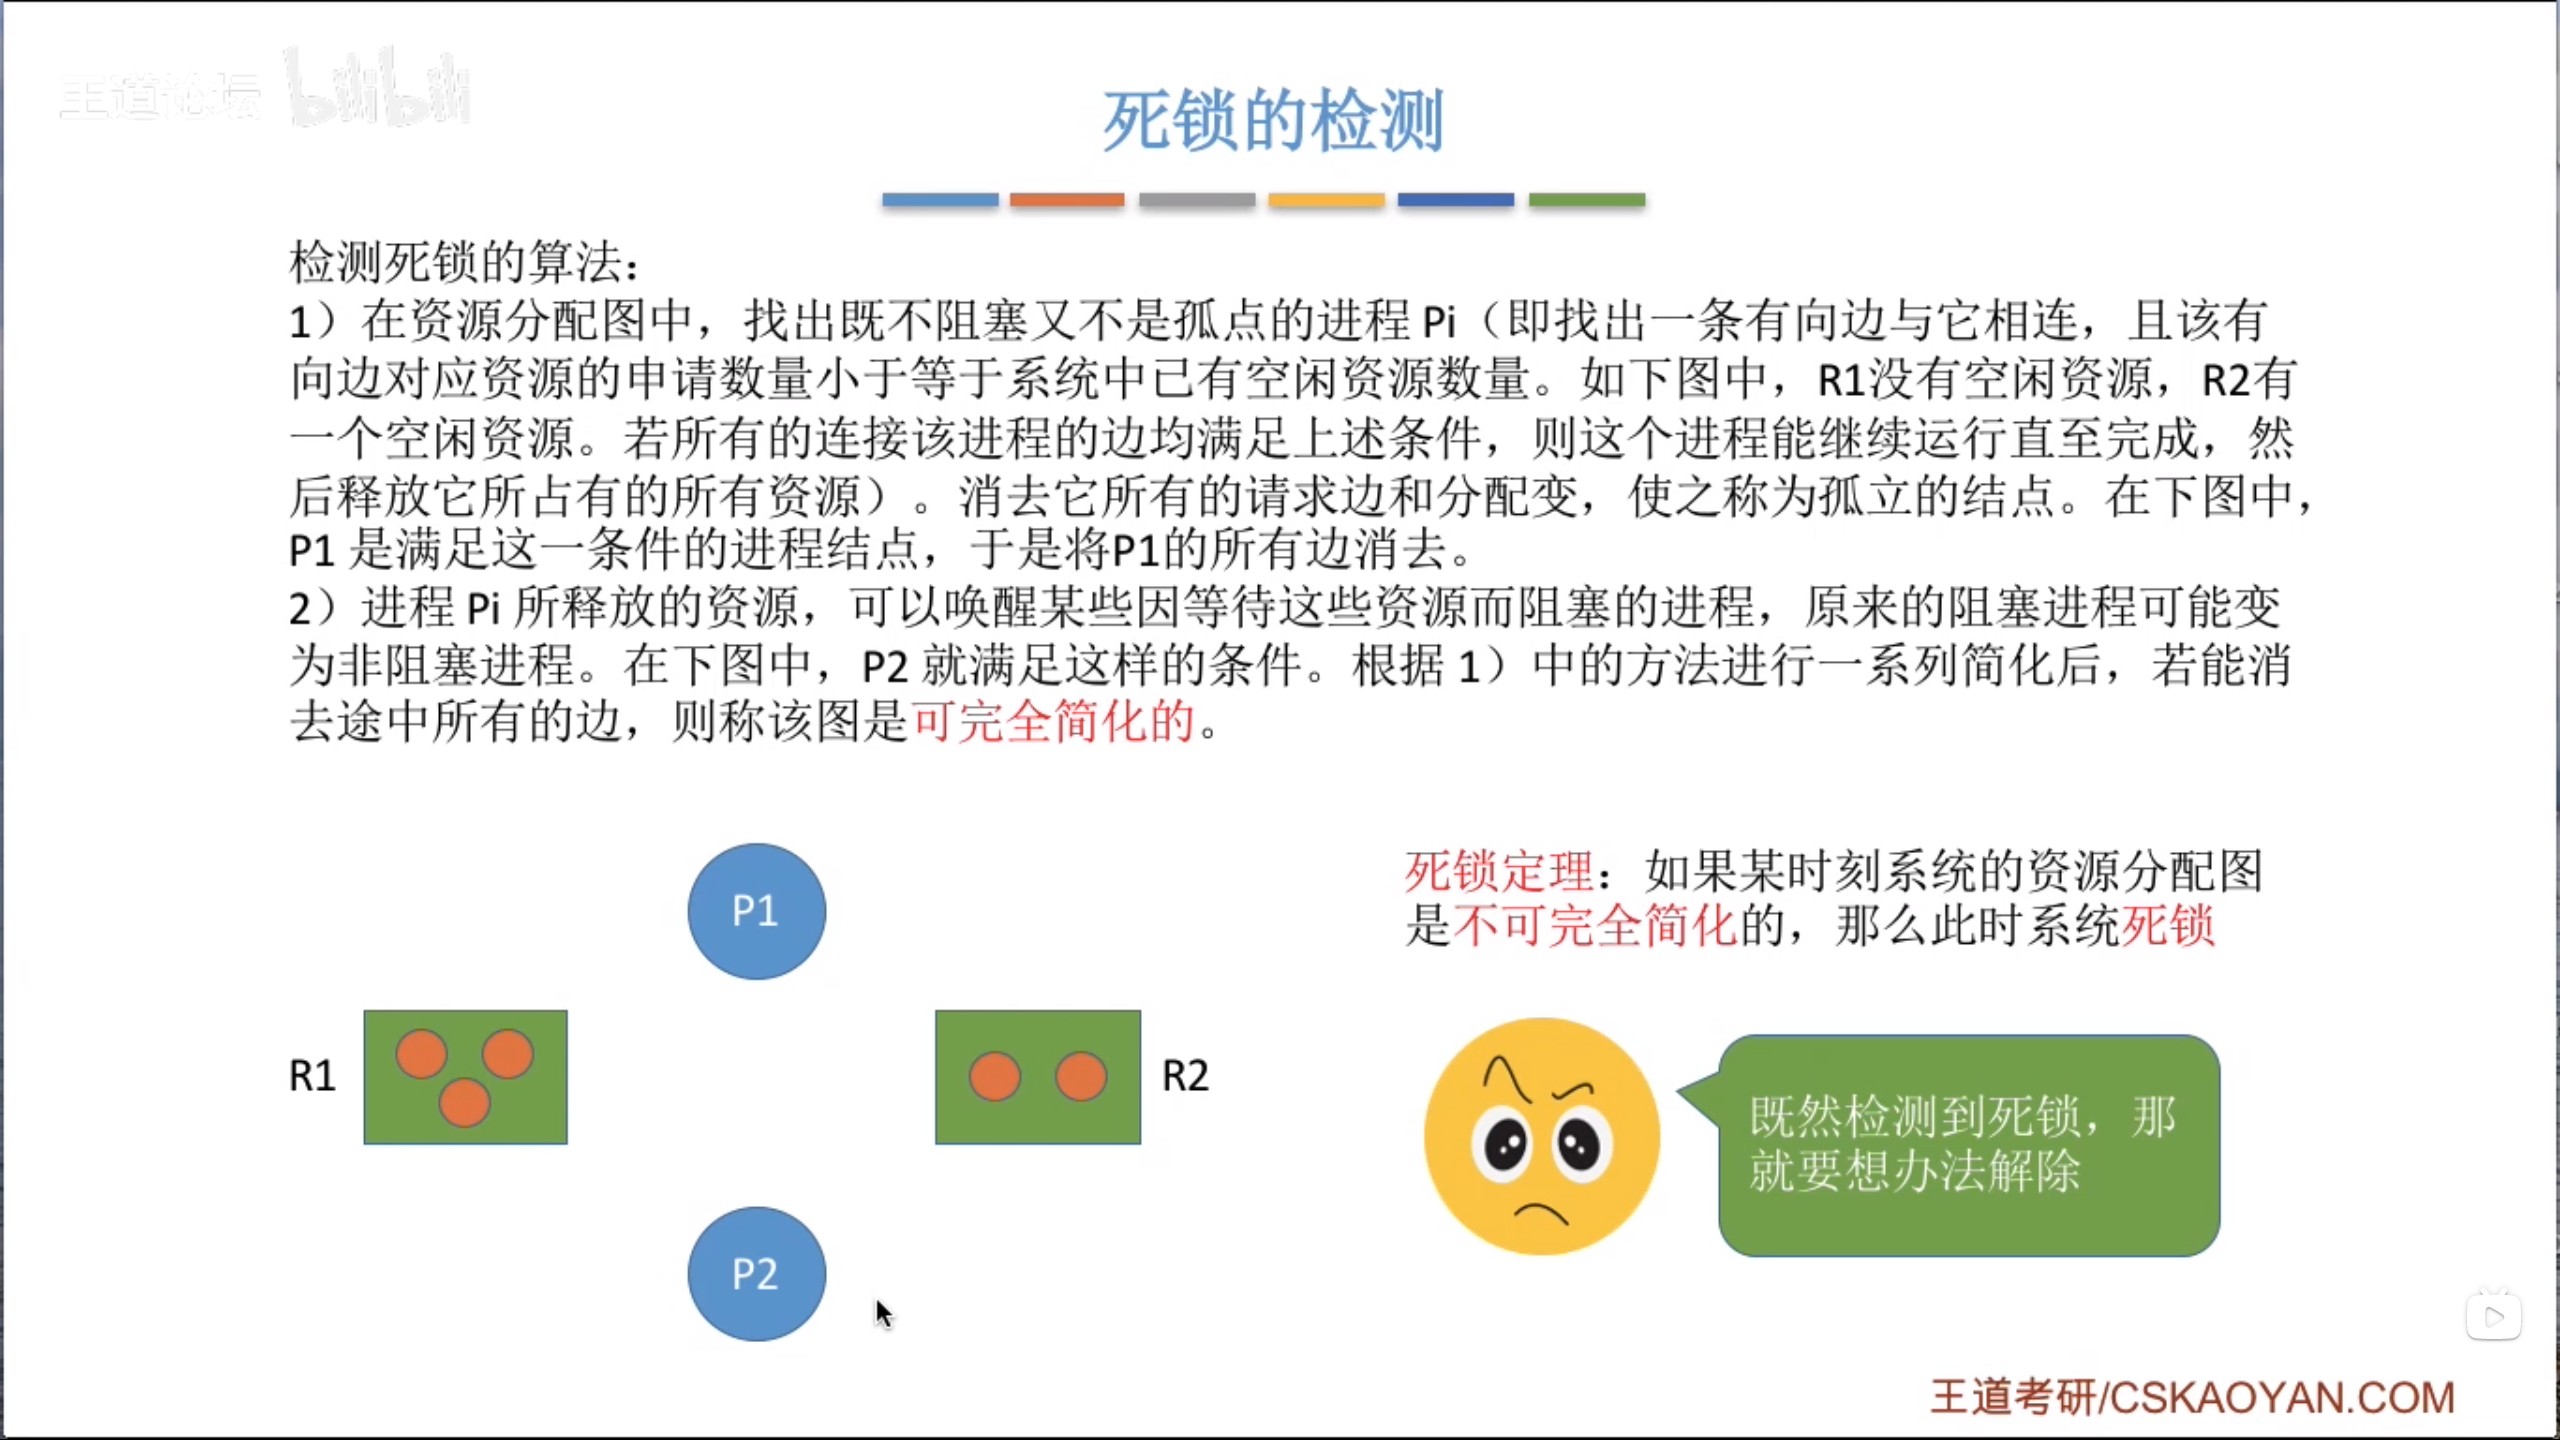 王道论坛 bilibili
死锁的检测
检测死锁的算法：
1）在资源分配图中，找出既不阻塞又不是孤点的进程 Pi（即找出一条有向边与它相连，且该有
向边对应资源的申请数量小于等于系统中已有空闲资源数量。如下图中，R1没有空闲资源，R2有
一个空闲资源。若所有的连接该进程的边均满足上述条件，则这个进程能继续运行直至完成，然
后释放它所占有的所有资源）。消去它所有的请求边和分配变，使之称为孤立的结点。在下图中，
P1 是满足这一条件的进程结点，于是将P1的所有边消去。
2）进程 Pi 所释放的资源，可以唤醒某些因等待这些资源而阻塞的进程，原来的阻塞进程可能变
为非阻塞进程。在下图中，P2 就满足这样的条件。根据 1）中的方法进行一系列简化后，若能消
去途中所有的边，则称该图是可完全简化的。
P1
R1
R2
P2
死锁定理：如果某时刻系统的资源分配图
是不可完全简化的，那么此时系统死锁
既然检测到死锁，那
就要想办法解除
王道考研/CSKAOYAN.COM